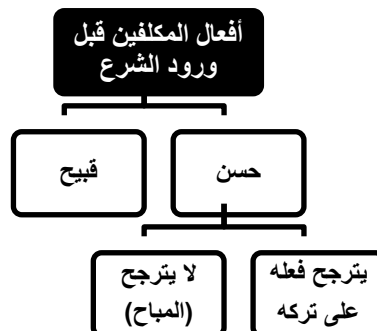 أفعال المكلفين قبل
ورود الشرع
حسن
قبيح
يترجح فعله
على تركه
لا يترجح
(المباح)